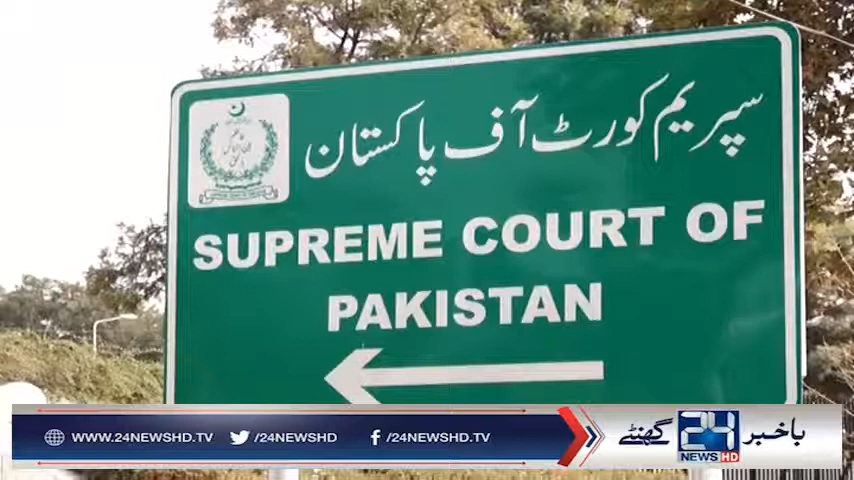 سپریم کورٹ آف پاکستان
SUPREME COURT OF
PAKISTAN
WWW.24NEWSHD.TV /24NEWSHD /24NEWSHD.TV
باخبر 24 گھنٹے
NEWS HD